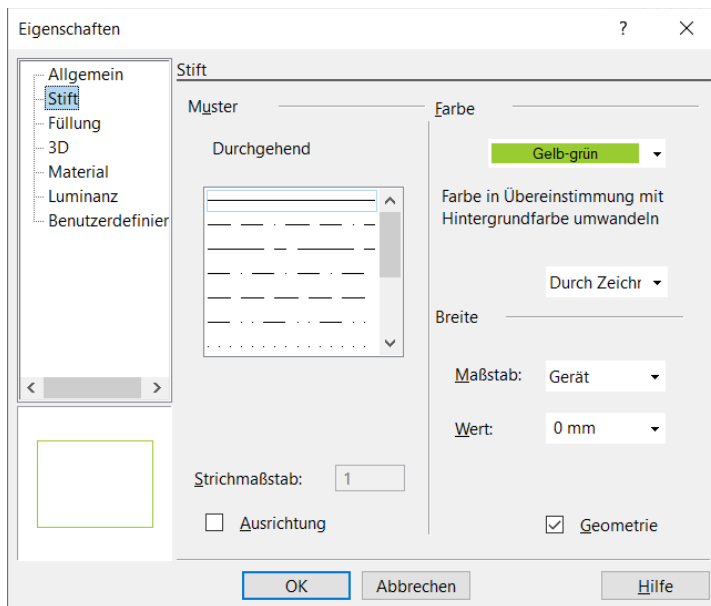 Eigenschaften
?
Allgemein
Stift
Füllung
3D
Material
Luminanz
Benutzerdefinier
Stift
Muster
Durchgehend
Strichmaßstab:
1
Ausrichtung
Farbe
Gelb-grün
Farbe in Übereinstimmung mit
Hintergrundfarbe umwandeln
Durch Zeichr
Breite
Maßstab:
Gerät
Wert:
0 mm
Geometrie
OK
Abbrechen
Hilfe